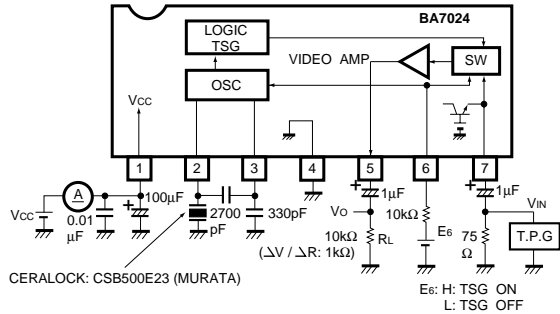 BA7024
LOGIC
TSG
VIDEO AMP
SW
OSC
VCC
1
2
3
4
5
6
7
A
100µF
1µF
1µF
VCC
0.01
µF
2700
pF
330pF
VO
10kΩ
RL
(ΔV / ΔR: 1kΩ)
10kΩ
E6
75
Ω
VIN
T.P.G
CERALOCK: CSB500E23 (MURATA)
E6: H: TSG ON
L: TSG OFF